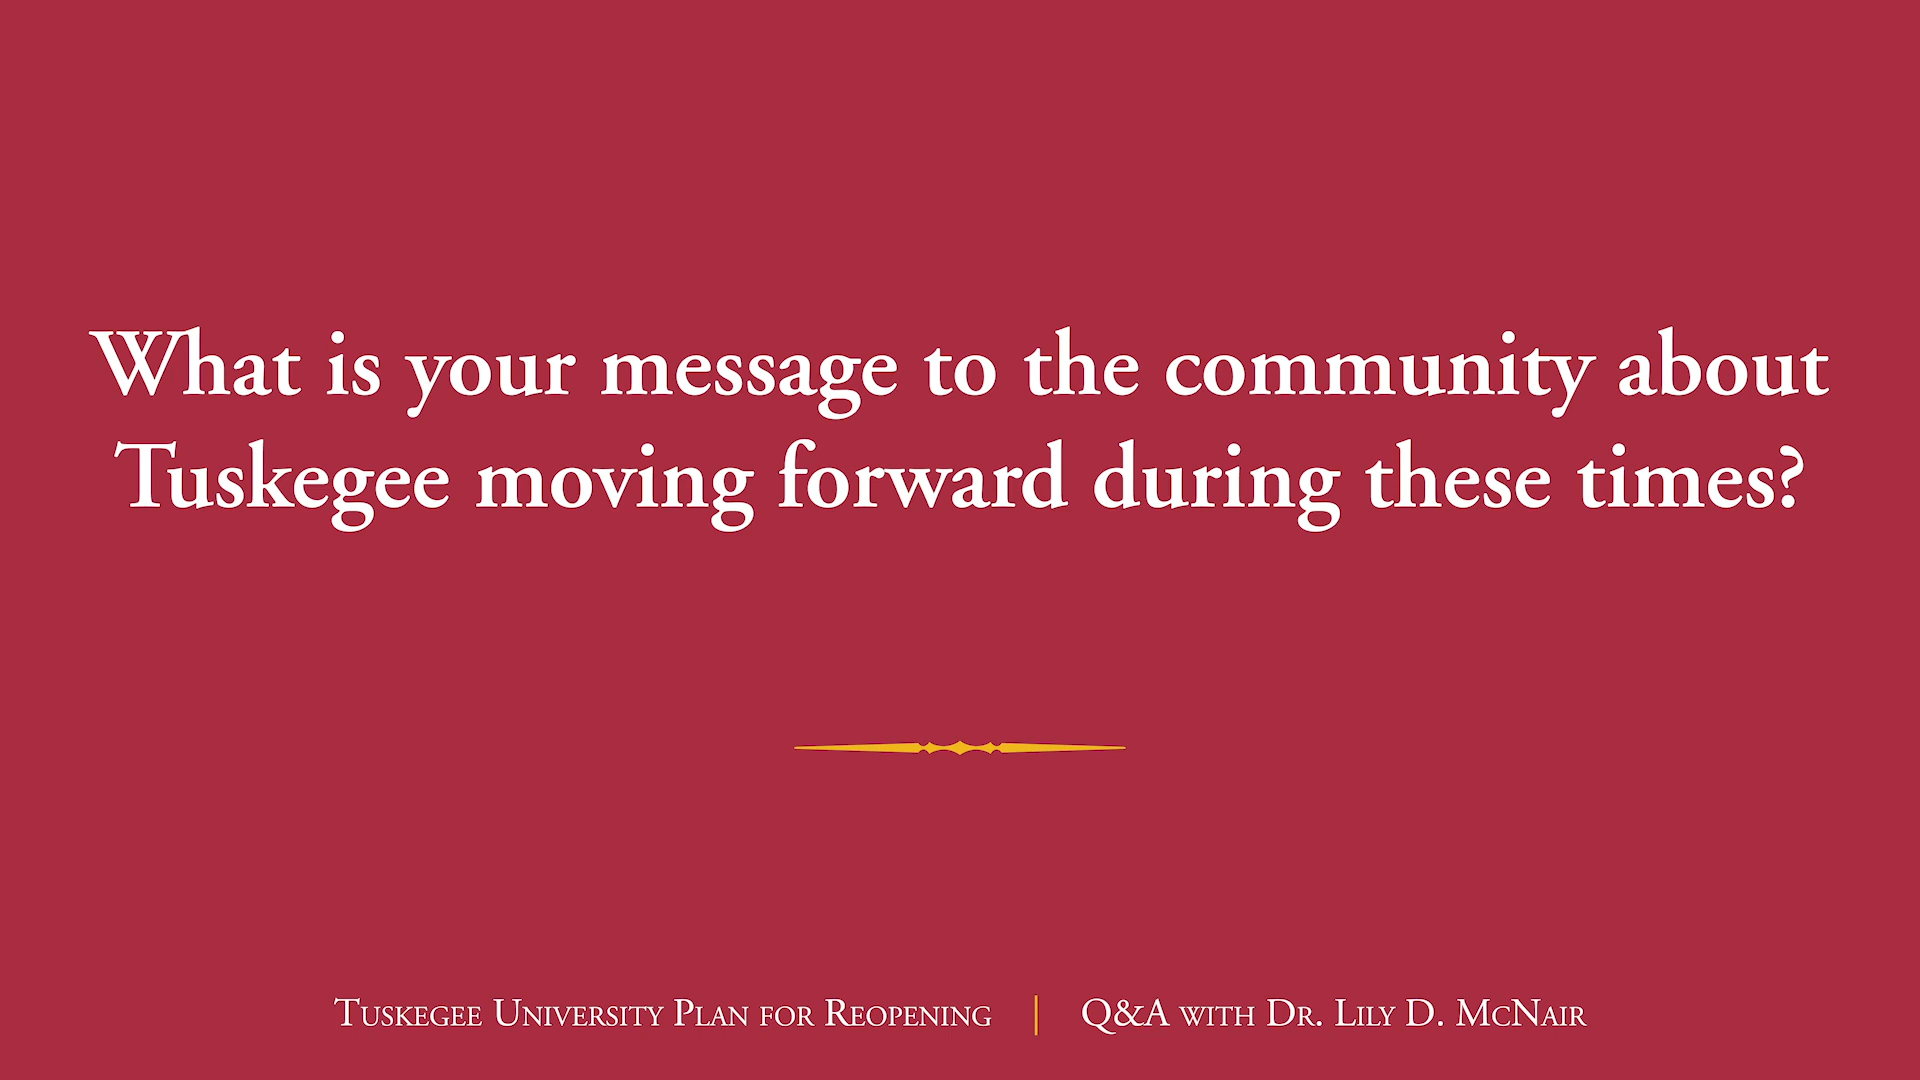 What is your message to the community about
Tuskegee moving forward during these times?
Tuskegee University Plan for Reopening | Q&A with Dr. Lily D. McNair